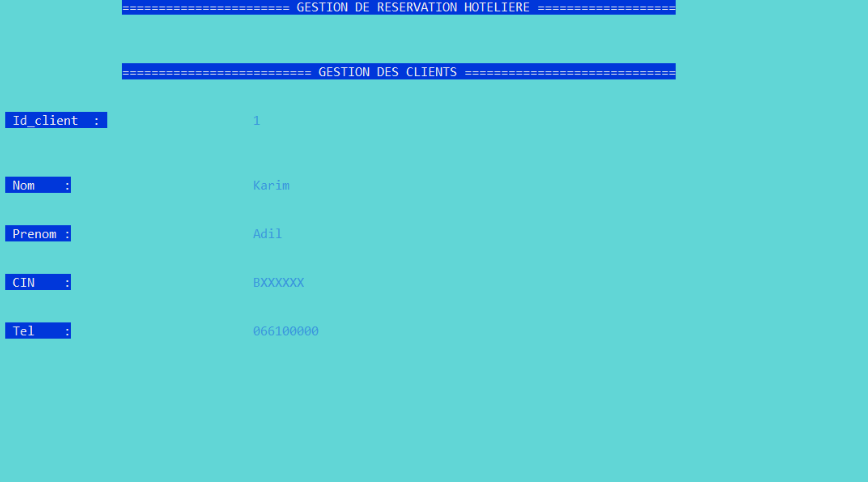 ======================= GESTION DE RESERVATION HOTELIERE ===================
========================== GESTION DES CLIENTS =============================
Id_client  : 1
Nom    : Karim
Prenom : Adil
CIN    : BXXXXXX
Tel    : 066100000